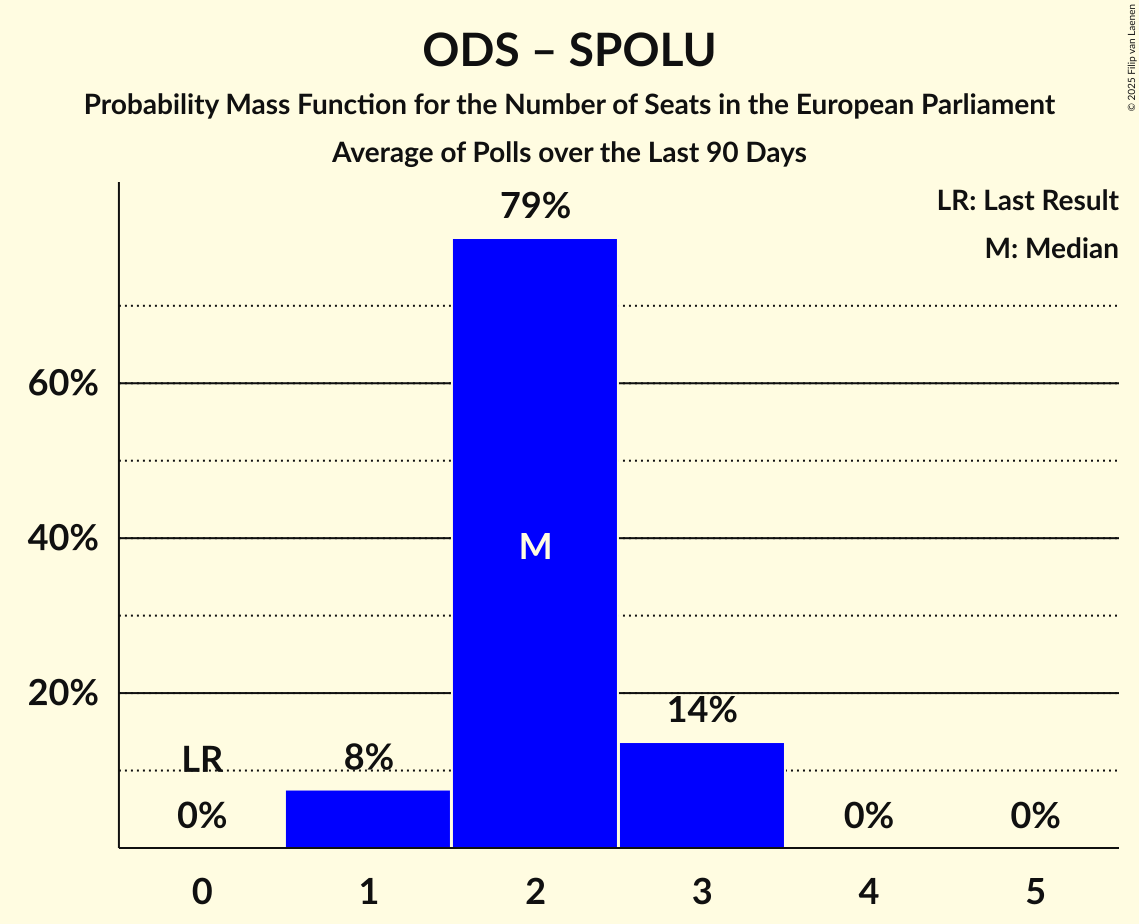 ODS – SPOLU
Probability Mass Function for the Number of Seats in the European Parliament
Average of Polls over the Last 90 Days
© 2025 Filip van Laenen
LR: Last Result
M: Median
79%
60%
40%
20%
M
14%
LR
8%
0%
0%
0%
0 1 2 3 4 5